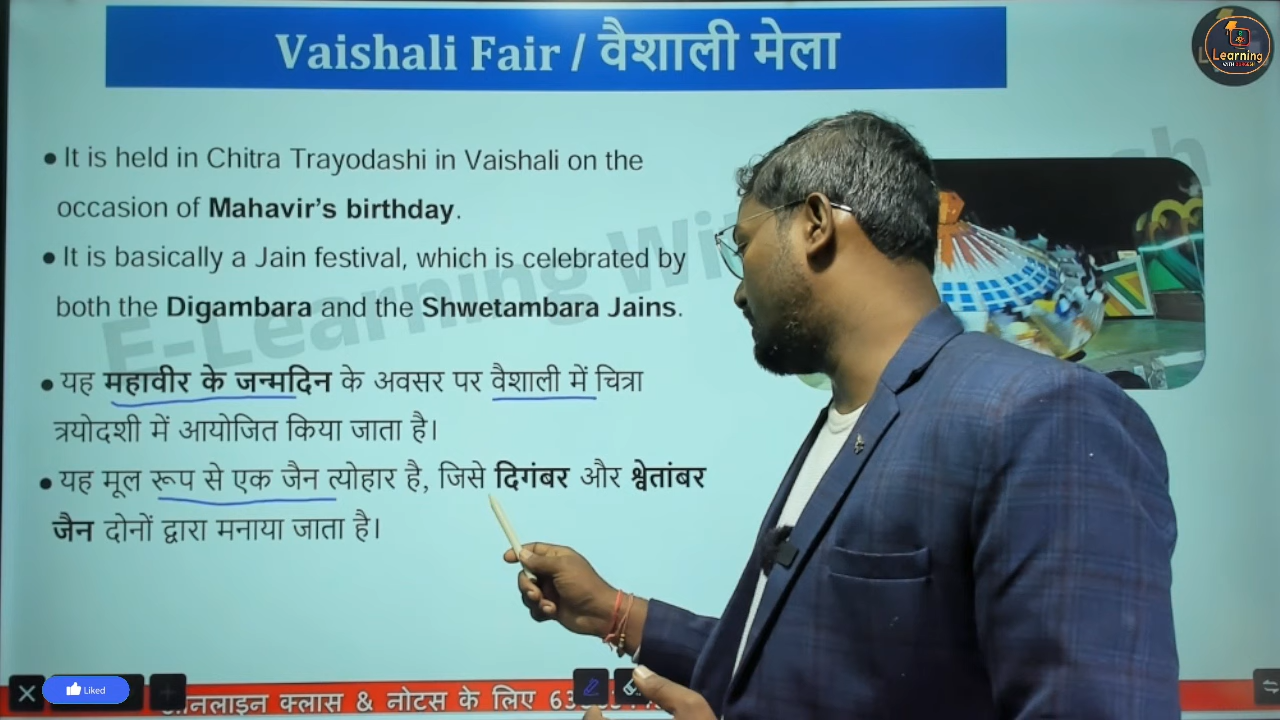 Vaishali Fair / वैशाली मेला
Learning
• It is held in Chitra Trayodashi in Vaishali on the
occasion of Mahavir's birthday.
• It is basically a Jain festival, which is celebrated by
both the Digambara and the Shwetambara Jains.
E-Learning With
• यह महावीर के जन्मदिन के अवसर पर वैशाली में चित्रा
त्रयोदशी में आयोजित किया जाता है।
• यह मूल रूप से एक जैन त्योहार है, जिसे दिगंबर और श्वेतांबर
जैन दोनों द्वारा मनाया जाता है।
Liked
क्लास & नोटस के लिए